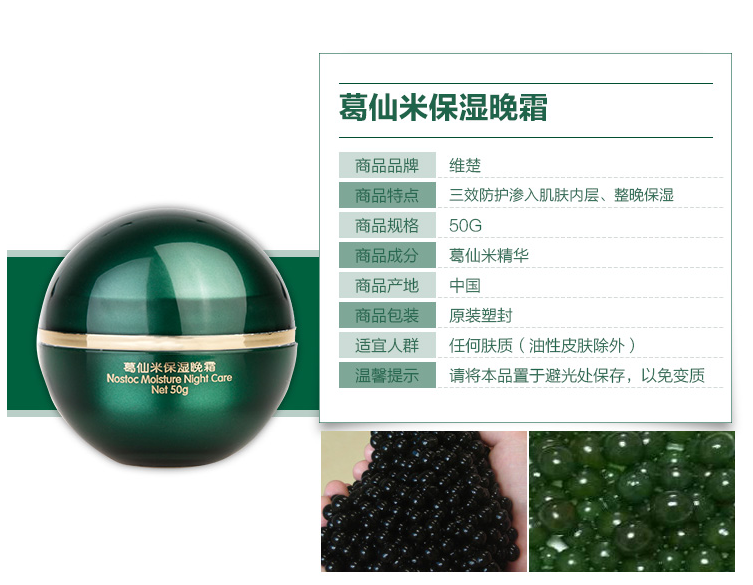 葛仙米保湿晚霜
商品品牌 维楚
商品特点 三效防护渗入肌肤内层、整晚保湿
商品规格 50G
商品成分 葛仙米精华
商品产地 中国
商品包装 原装塑封
适宜人群 任何肤质（油性皮肤除外）
温馨提示 请将本品置于避光处保存，以免变质
葛仙米保湿晚霜
Nostoc Moisture Night Care
Net 50g